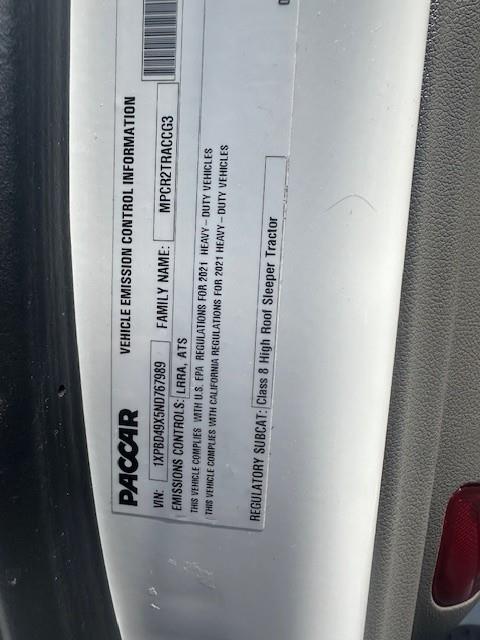 VEHICLE EMISSION CONTROL INFORMATION
PACCAR
VIN: 1XPBD49X5ND767989 FAMILY NAME: MPCR2TRACCG3
EMISSIONS CONTROLS: LRRA, ATS
THIS VEHICLE COMPLIES WITH U.S. EPA REGULATIONS FOR 2021 HEAVY-DUTY VEHICLES
THIS VEHICLE COMPLIES WITH CALIFORNIA REGULATIONS FOR 2021 HEAVY-DUTY VEHICLES
REGULATORY SUBCAT: Class 8 High Roof Sleeper Tractor